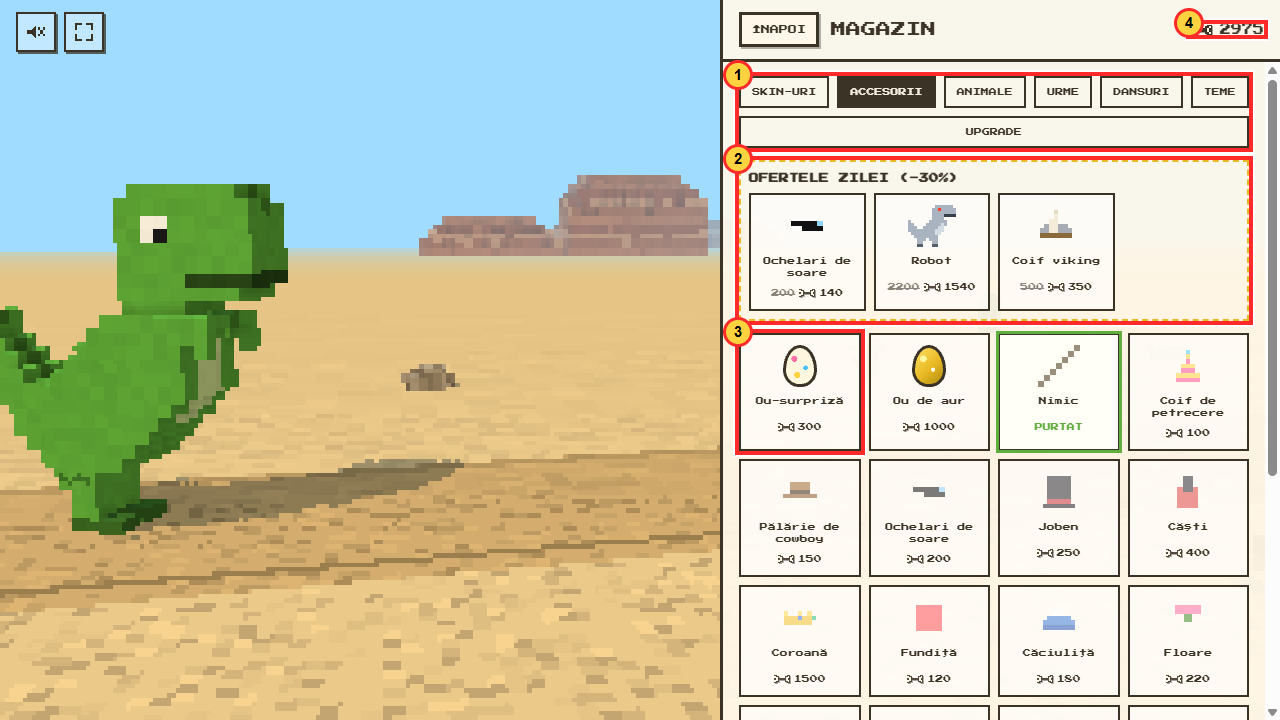 ↥NAPOI MAGAZIN 4 2975
1
SKIN-URI ACCESORII ANIMALE URME DANSURI TEME
UPGRADE
2
OFERTELE ZILEI (-30%)
Ochelari de soare
200 140
Robot
2200 1540
Coif viking
500 350
3
Ou-surpriză
300
Ou de aur
1000
Nimic
PURTAT
Coif de petrecere
100
Pălărie de cowboy
150
Ochelari de soare
200
Joben
250
Căști
400
Coroană
1500
Fundiță
120
Căciuliță
180
Floare
220